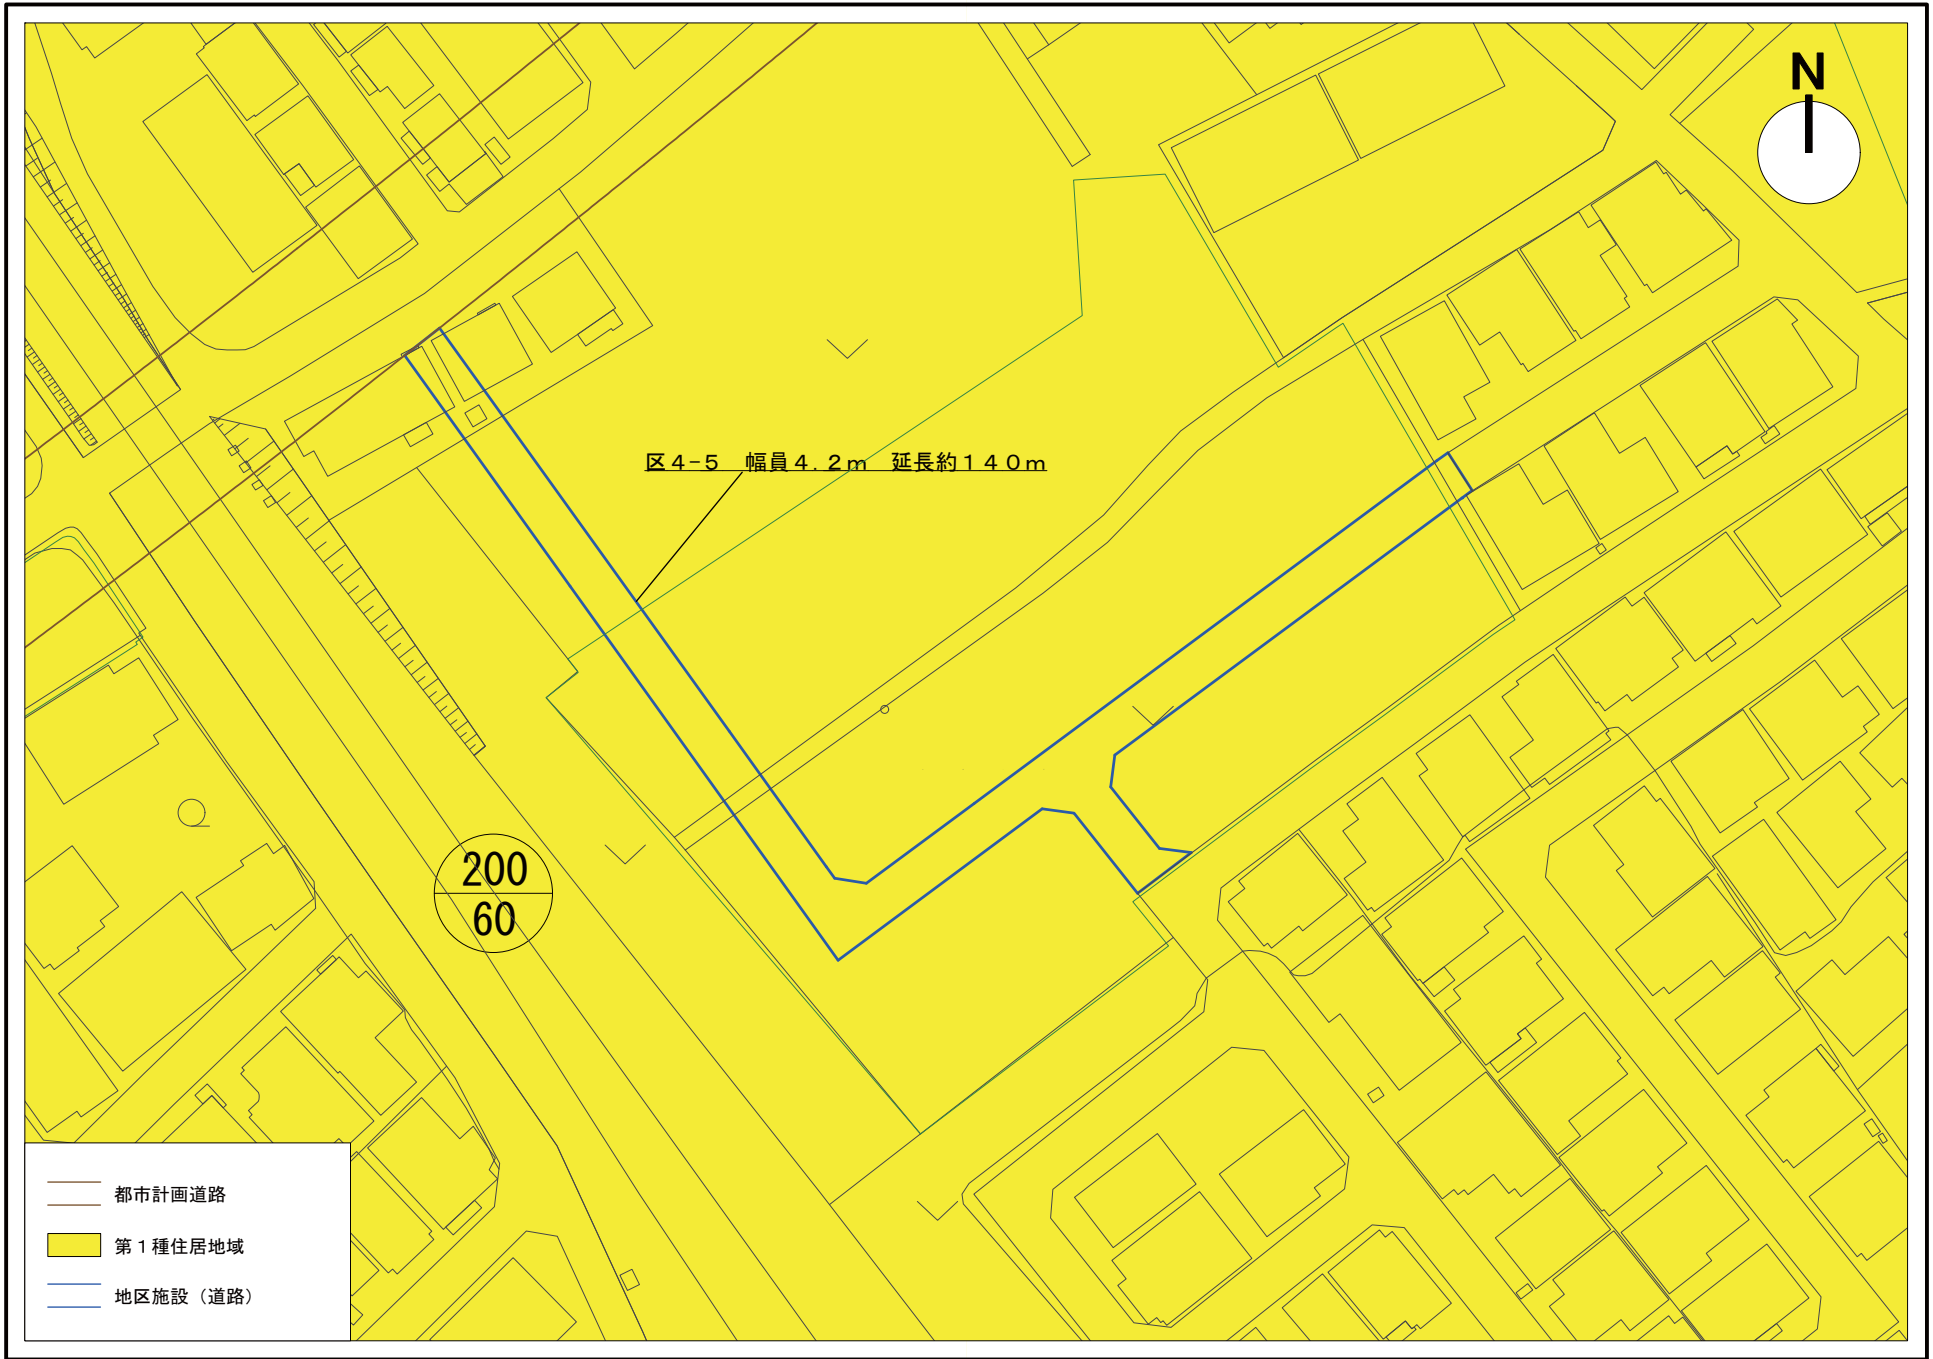 N
区4-5　幅員4.2m　延長約140m
200
60
都市計画道路
第1種住居地域
地区施設（道路）